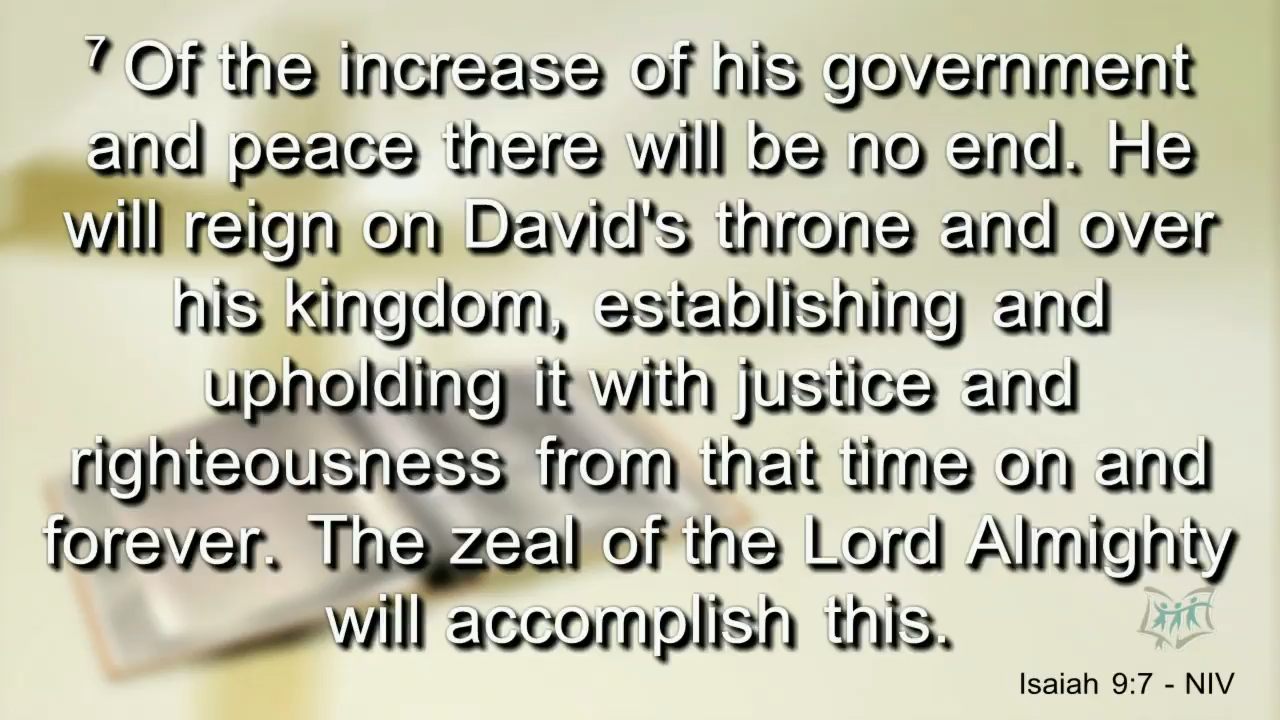 7 Of the increase of his government
and peace there will be no end. He
will reign on David's throne and over
his kingdom, establishing and
upholding it with justice and
righteousness from that time on and
forever. The zeal of the Lord Almighty
will accomplish this.
Isaiah 9:7 - NIV